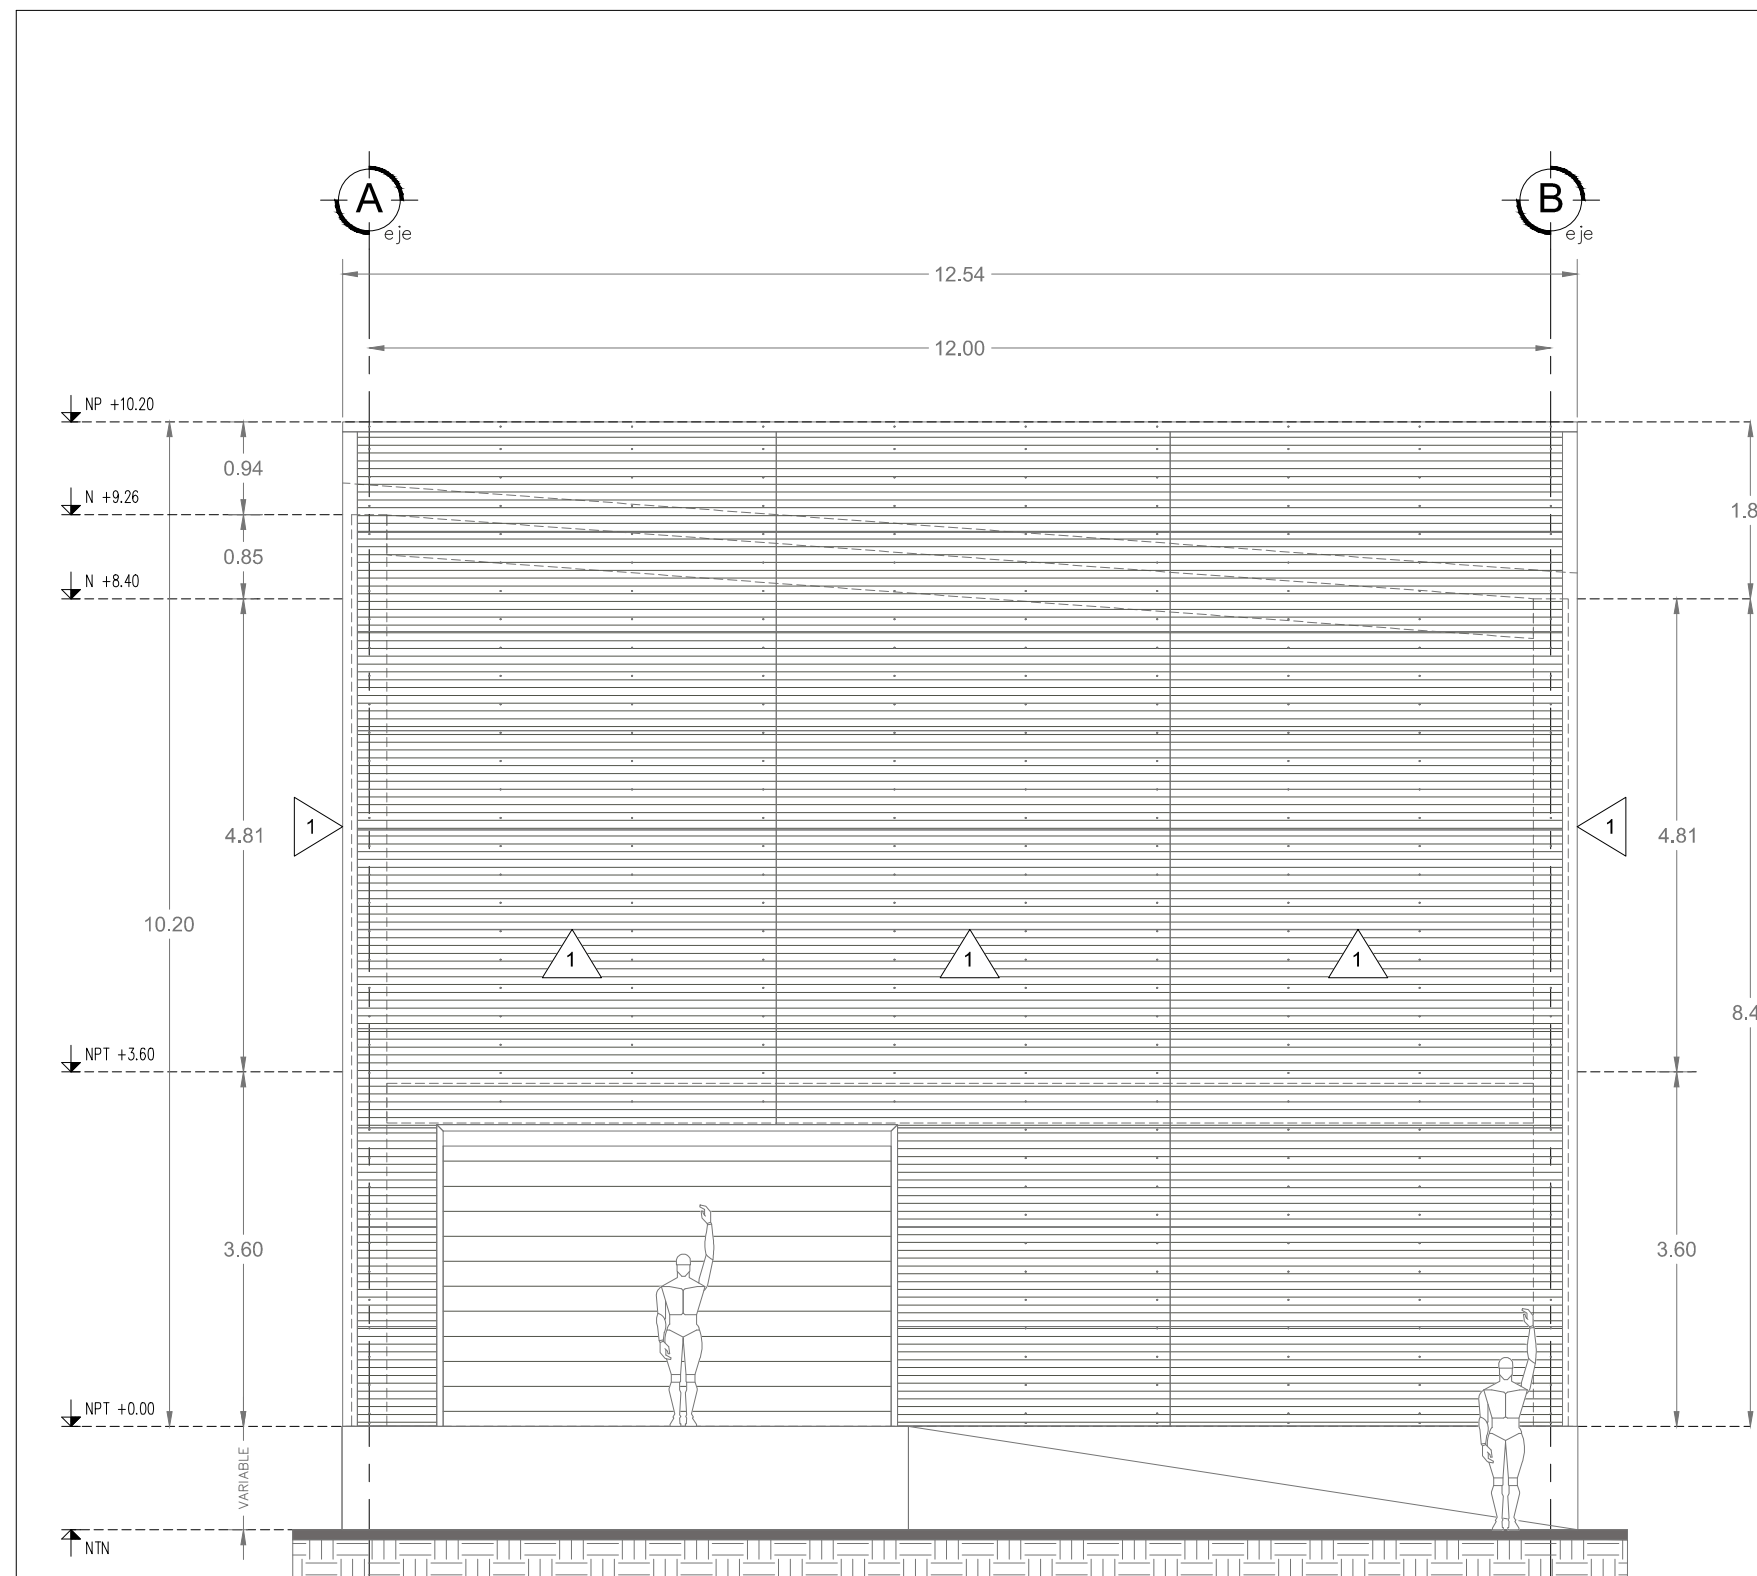 A
eje
B
eje
12.54
12.00
NP +10.20
0.94
N +9.26
0.85
N +8.40
1.8
4.81
1
1
4.81
10.20
1
1
1
8.4
NPT +3.60
3.60
3.60
NPT +0.00
VARIABLE
NTN